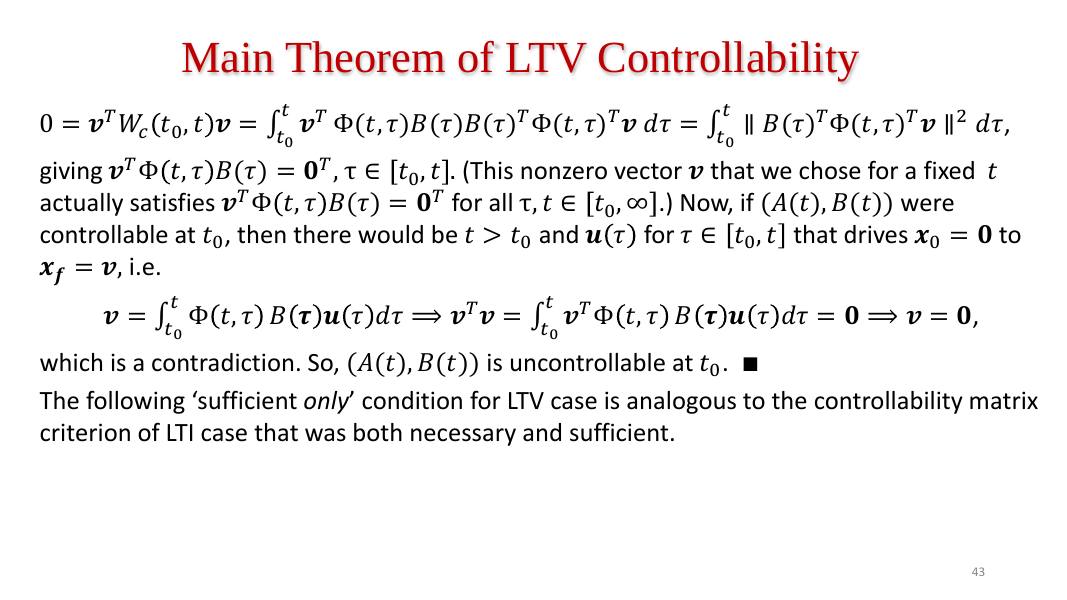 Main Theorem of LTV Controllability
0 = 𝒗ᵀW_c(t₀, t)𝒗 = ∫_{t₀}^{t} 𝒗ᵀ Φ(t, τ)B(τ)B(τ)ᵀΦ(t, τ)ᵀ𝒗 dτ = ∫_{t₀}^{t} ∥ B(τ)ᵀΦ(t, τ)ᵀ𝒗 ∥² dτ,
giving 𝒗ᵀΦ(t, τ)B(τ) = 𝟎ᵀ, τ ∈ [t₀, t]. (This nonzero vector 𝒗 that we chose for a fixed t
actually satisfies 𝒗ᵀΦ(t, τ)B(τ) = 𝟎ᵀ for all τ, t ∈ [t₀, ∞].) Now, if (A(t), B(t)) were
controllable at t₀, then there would be t > t₀ and 𝒖(τ) for τ ∈ [t₀, t] that drives 𝒙₀ = 𝟎 to
𝒙_𝒇 = 𝒗, i.e.
𝒗 = ∫_{t₀}^{t} Φ(t, τ) B(𝝉)𝒖(τ)dτ ⟹ 𝒗ᵀ𝒗 = ∫_{t₀}^{t} 𝒗ᵀΦ(t, τ) B(𝝉)𝒖(τ)dτ = 𝟎 ⟹ 𝒗 = 𝟎,
which is a contradiction. So, (A(t), B(t)) is uncontrollable at t₀. ■
The following ‘sufficient only’ condition for LTV case is analogous to the controllability matrix
criterion of LTI case that was both necessary and sufficient.
43